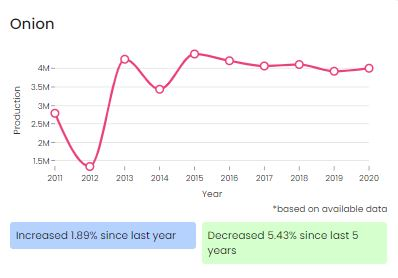 Onion
4M
3.5M
3M
2.5M
2M
1.5M
Production
2011 2012 2013 2014 2015 2016 2017 2018 2019 2020
Year
*based on available data
Increased 1.89% since last year
Decreased 5.43% since last 5
years